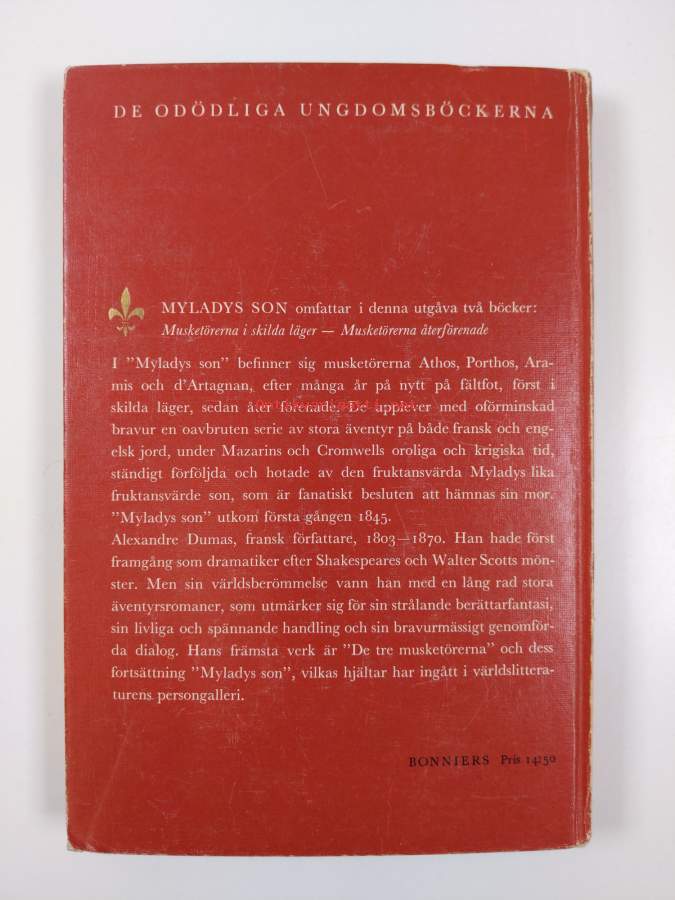 DE ODÖDLIGA UNGDOMSBÖCKERNA
MYLADYS SON omfattar i denna utgåva två böcker:
Musketörerna i skilda läger — Musketörerna återförenade
I ”Myladys son” befinner sig musketörerna Athos, Porthos, Ara-
mis och d'Artagnan, efter många år på nytt på fältfot, först i
skilda läger, sedan åter förenade. De upplever med oförminskad
bravur en oavbruten serie av stora äventyr på både fransk och eng-
elsk jord, under Mazarins och Cromwells oroliga och krigiska tid,
ständigt förföljda och hotade av den fruktansvärda Myladys lika
fruktansvärde son, som är fanatiskt besluten att hämnas sin mor.
”Myladys son” utkom första gången 1845.
Alexandre Dumas, fransk författare, 1803—1870. Han hade först
framgång som dramatiker efter Shakespeares och Walter Scotts mön-
ster. Men sin världsberömmelse vann han med en lång rad stora
äventyrsromaner, som utmärker sig för sin strålande berättarfantasi,
sin livliga och spännande handling och sin bravurmässigt genomför-
da dialog. Hans främsta verk är ”De tre musketörerna” och dess
fortsättning ”Myladys son”, vilkas hjältar har ingått i världslittera-
turens persongalleri.
BONNIERS Pris 14:50